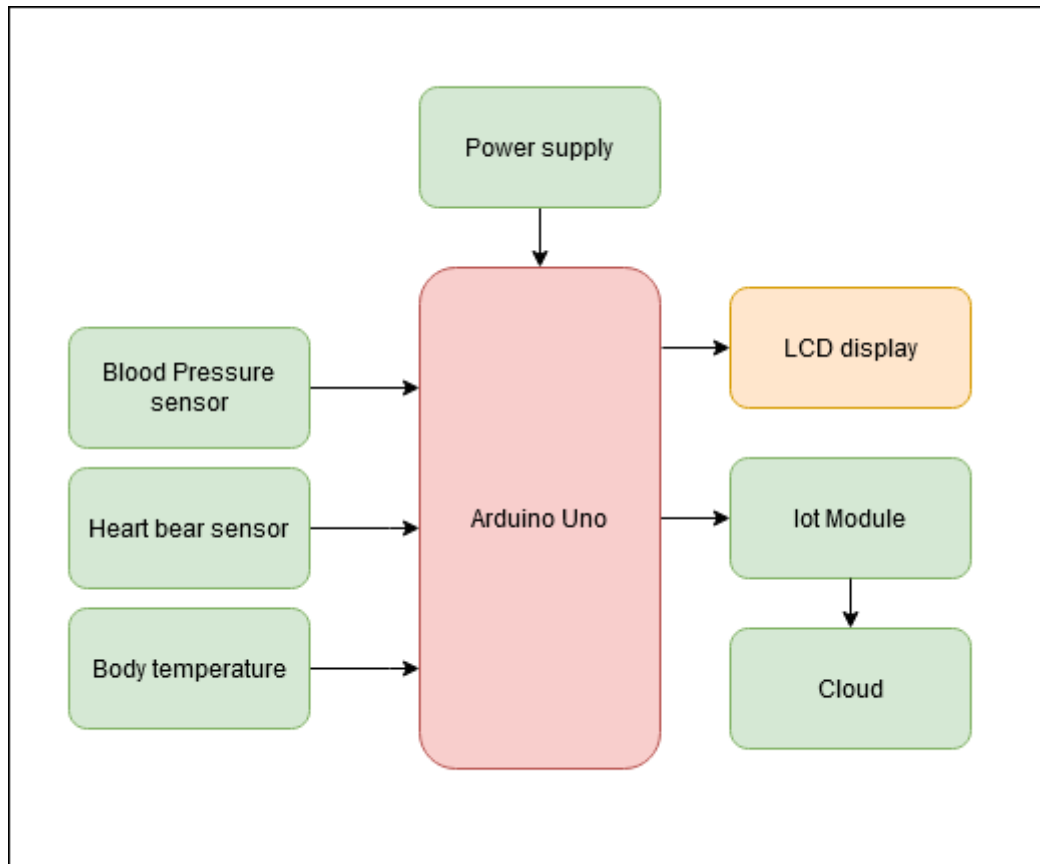 Power supply
LCD display
Blood Pressure
sensor
Heart bear sensor
Arduino Uno
Iot Module
Body temperature
Cloud